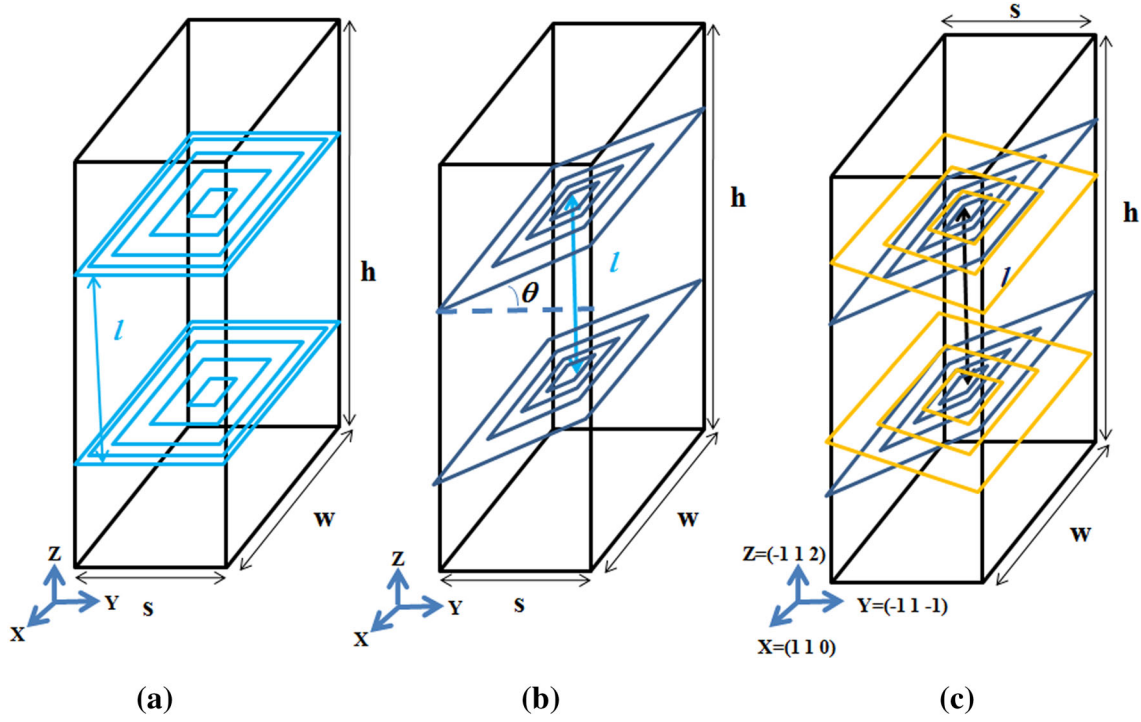 l
h
w
s
Z
Y
X
(a)
l
θ
h
w
s
Z
Y
X
(b)
s
l
h
w
Z=(-1 1 2)
Y=(-1 1 -1)
X=(1 1 0)
(c)